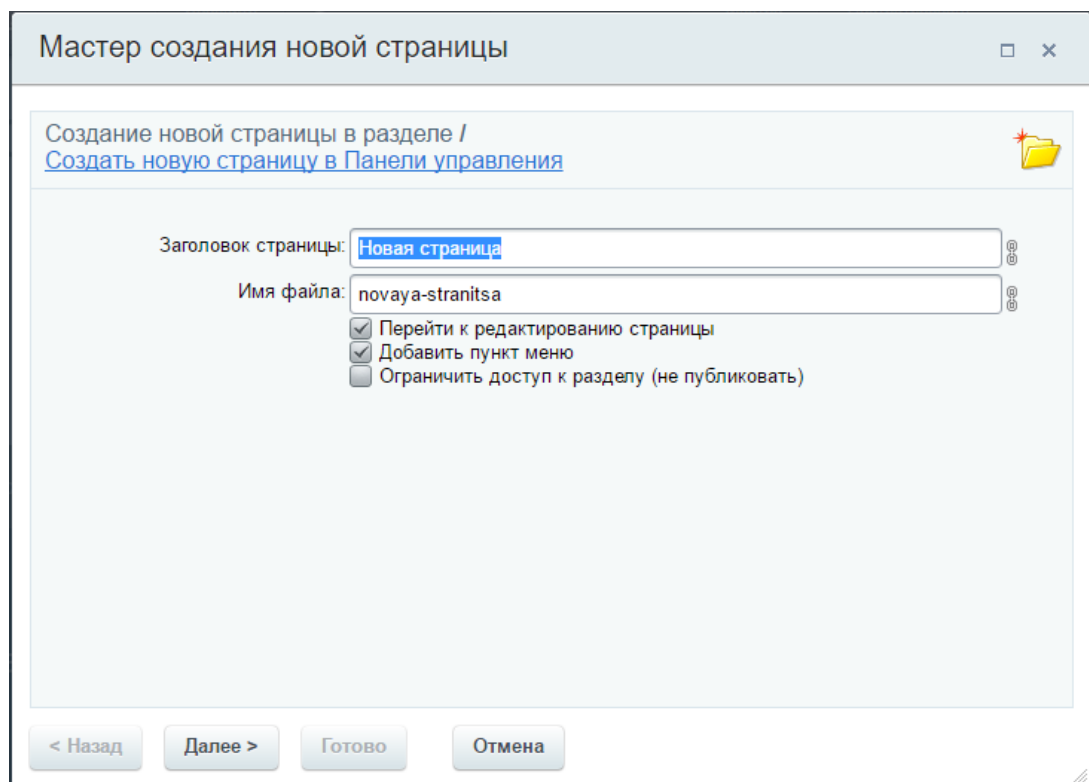 Мастер создания новой страницы
Создание новой страницы в разделе /
Создать новую страницу в Панели управления
Заголовок страницы: Новая страница
Имя файла: novaya-stranitsa
Перейти к редактированию страницы
Добавить пункт меню
Ограничить доступ к разделу (не публиковать)
< Назад Далее > Готово Отмена